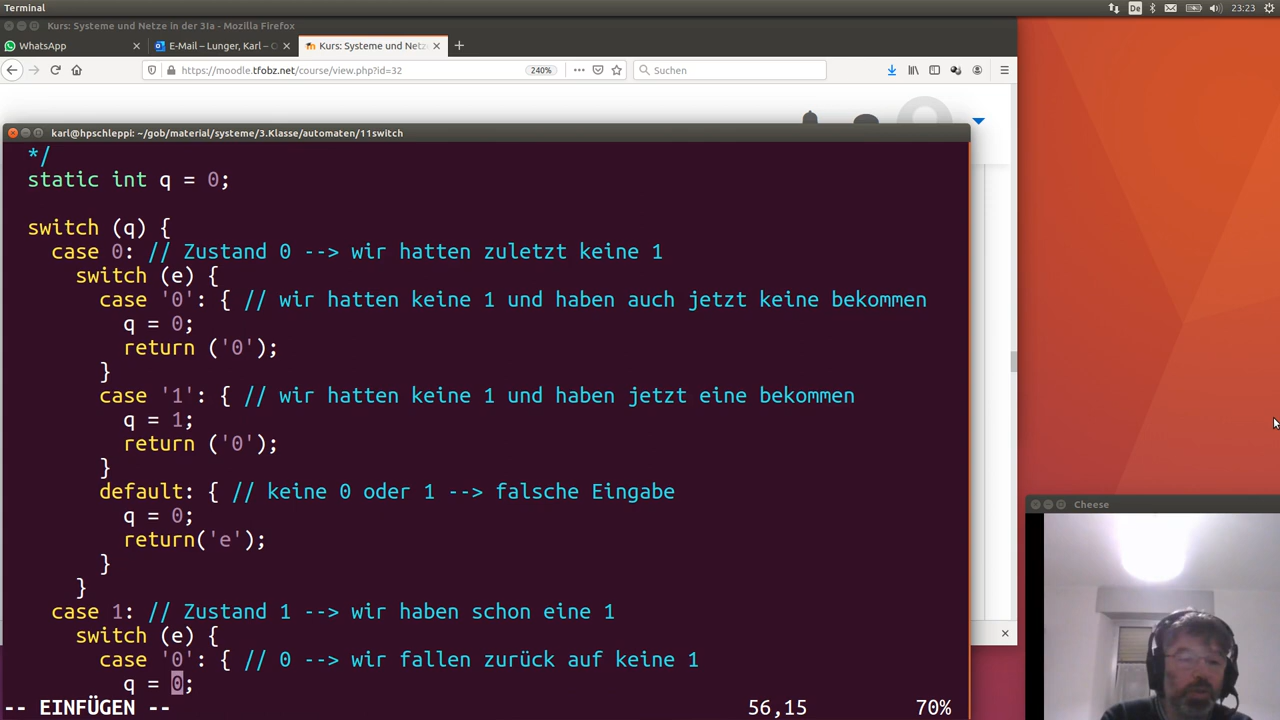 Terminal
De
23:23
Kurs: Systeme und Netze in der 3Ia - Mozilla Firefox
WhatsApp
E-Mail – Lunger, Karl –
Kurs: Systeme und Netz
https://moodle.tfobz.net/course/view.php?id=32
240%
Suchen
karl@hpschleppi: ~/gob/material/systeme/3.Klasse/automaten/11switch
*/
static int q = 0;
switch (q) {
case 0: // Zustand 0 --> wir hatten zuletzt keine 1
switch (e) {
case '0': { // wir hatten keine 1 und haben auch jetzt keine bekommen
q = 0;
return ('0');
}
case '1': { // wir hatten keine 1 und haben jetzt eine bekommen
q = 1;
return ('0');
}
default: { // keine 0 oder 1 --> falsche Eingabe
q = 0;
return('e');
}
}
case 1: // Zustand 1 --> wir haben schon eine 1
switch (e) {
case '0': { // 0 --> wir fallen zurück auf keine 1
q = 0;
-- EINFÜGEN --
56,15
70%
Cheese